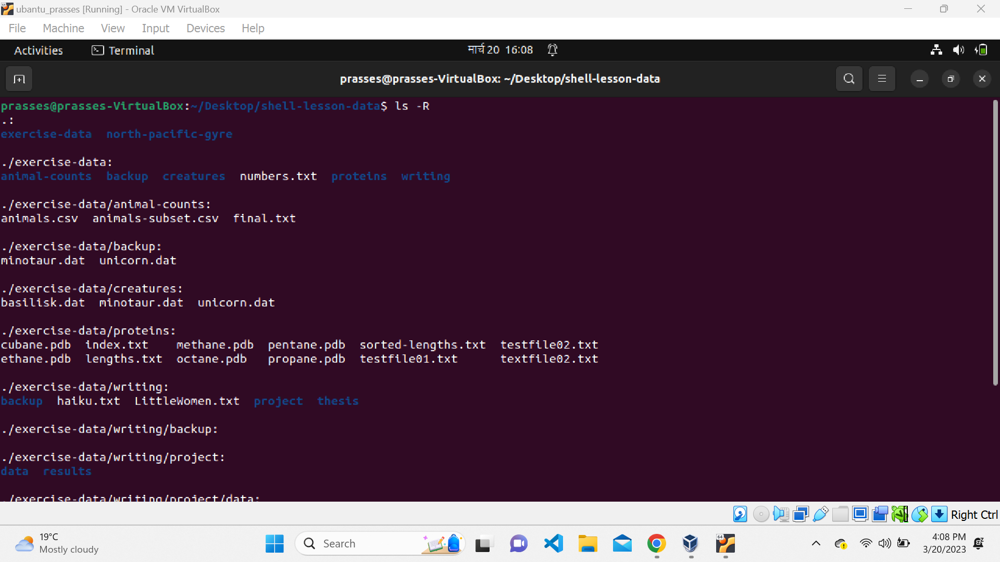 ubantu_prasses [Running] - Oracle VM VirtualBox
File Machine View Input Devices Help
Activities Terminal मार्च 20 16:08
prasses@prasses-VirtualBox: ~/Desktop/shell-lesson-data
prasses@prasses-VirtualBox:~/Desktop/shell-lesson-data$ ls -R
.:
exercise-data north-pacific-gyre
./exercise-data:
animal-counts backup creatures numbers.txt proteins writing
./exercise-data/animal-counts:
animals.csv animals-subset.csv final.txt
./exercise-data/backup:
minotaur.dat unicorn.dat
./exercise-data/creatures:
basilisk.dat minotaur.dat unicorn.dat
./exercise-data/proteins:
cubane.pdb index.txt methane.pdb pentane.pdb sorted-lengths.txt testfile02.txt
ethane.pdb lengths.txt octane.pdb propane.pdb testfile01.txt textfile02.txt
./exercise-data/writing:
backup haiku.txt LittleWomen.txt project thesis
./exercise-data/writing/backup:
./exercise-data/writing/project:
data results
./exercise-data/writing/project/data:
Right Ctrl
19°C
Mostly cloudy
Search
64
4:08 PM
3/20/2023